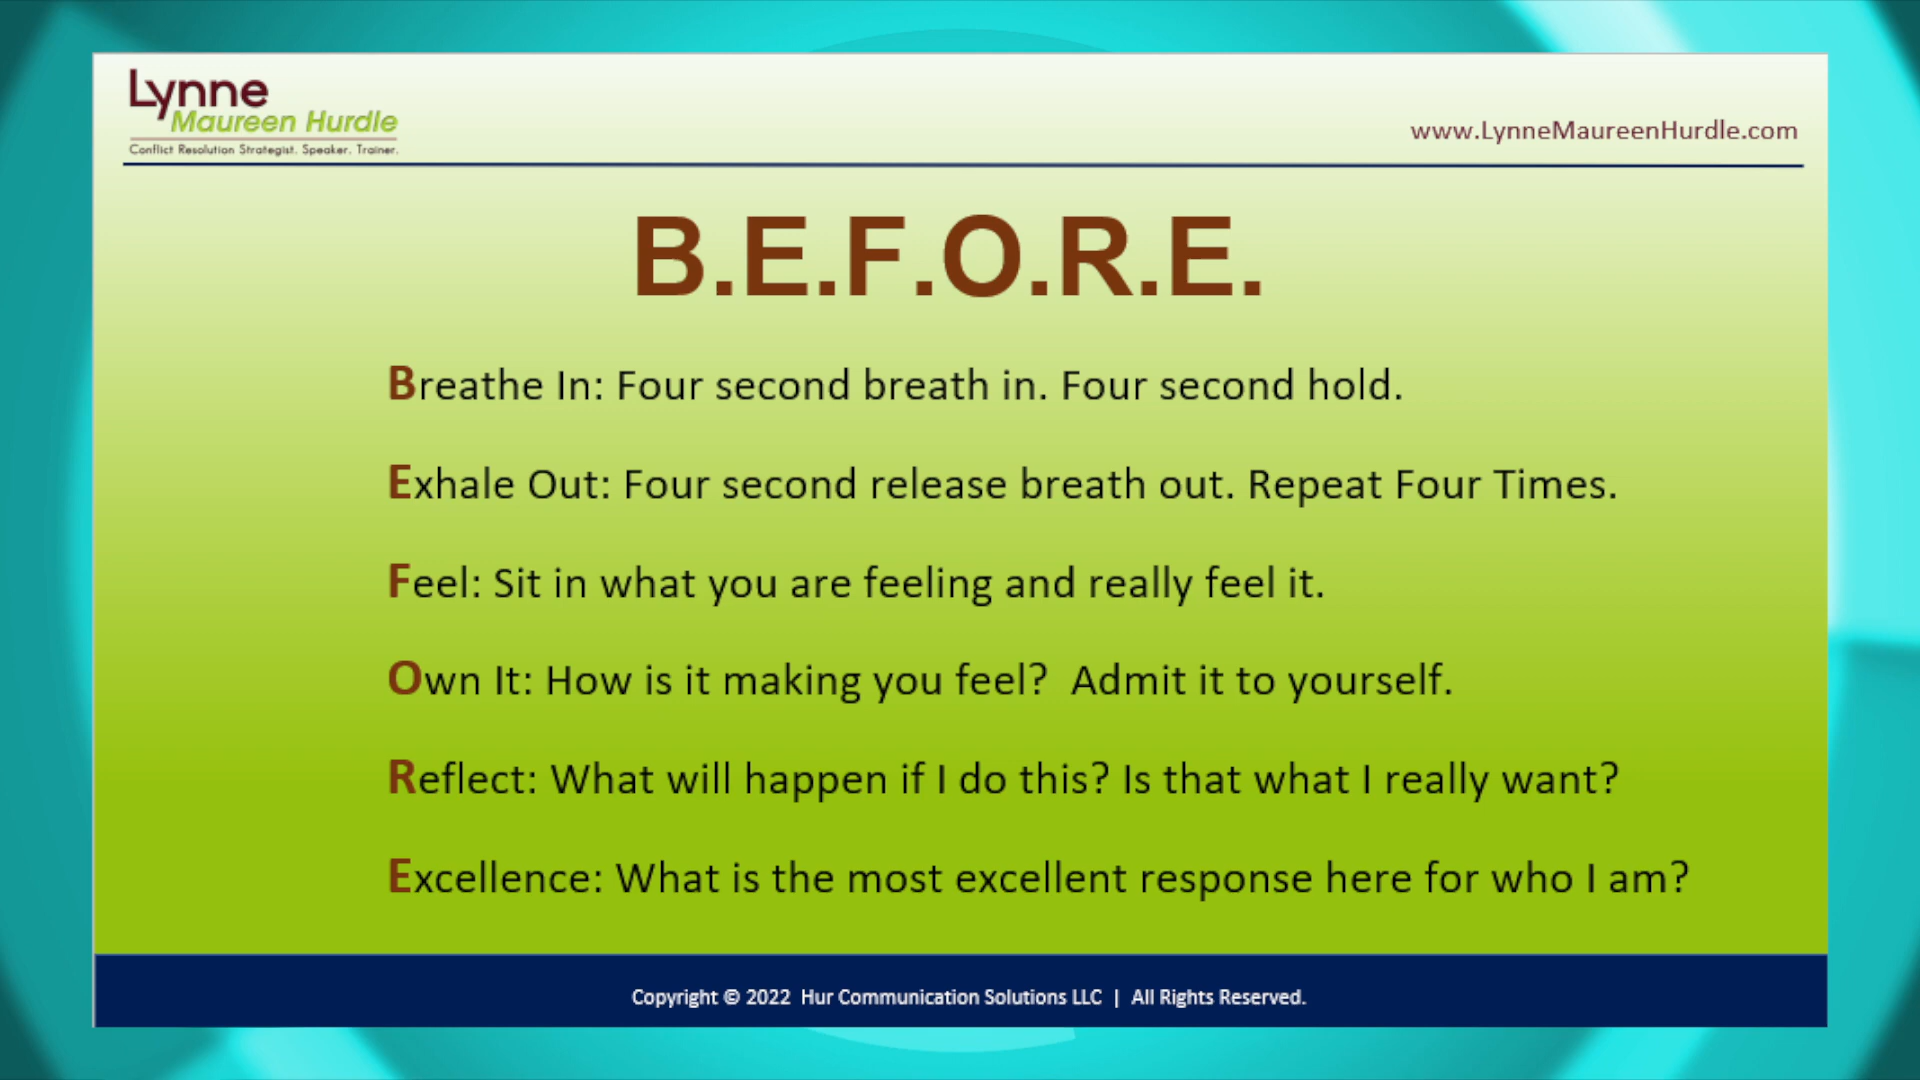 Lynne
Maureen Hurdle
Conflict Resolution Strategist. Speaker. Trainer.
www.LynneMaureenHurdle.com
B.E.F.O.R.E.
Breathe In: Four second breath in. Four second hold.
Exhale Out: Four second release breath out. Repeat Four Times.
Feel: Sit in what you are feeling and really feel it.
Own It: How is it making you feel?  Admit it to yourself.
Reflect: What will happen if I do this? Is that what I really want?
Excellence: What is the most excellent response here for who I am?
Copyright © 2022  Hur Communication Solutions LLC  |  All Rights Reserved.